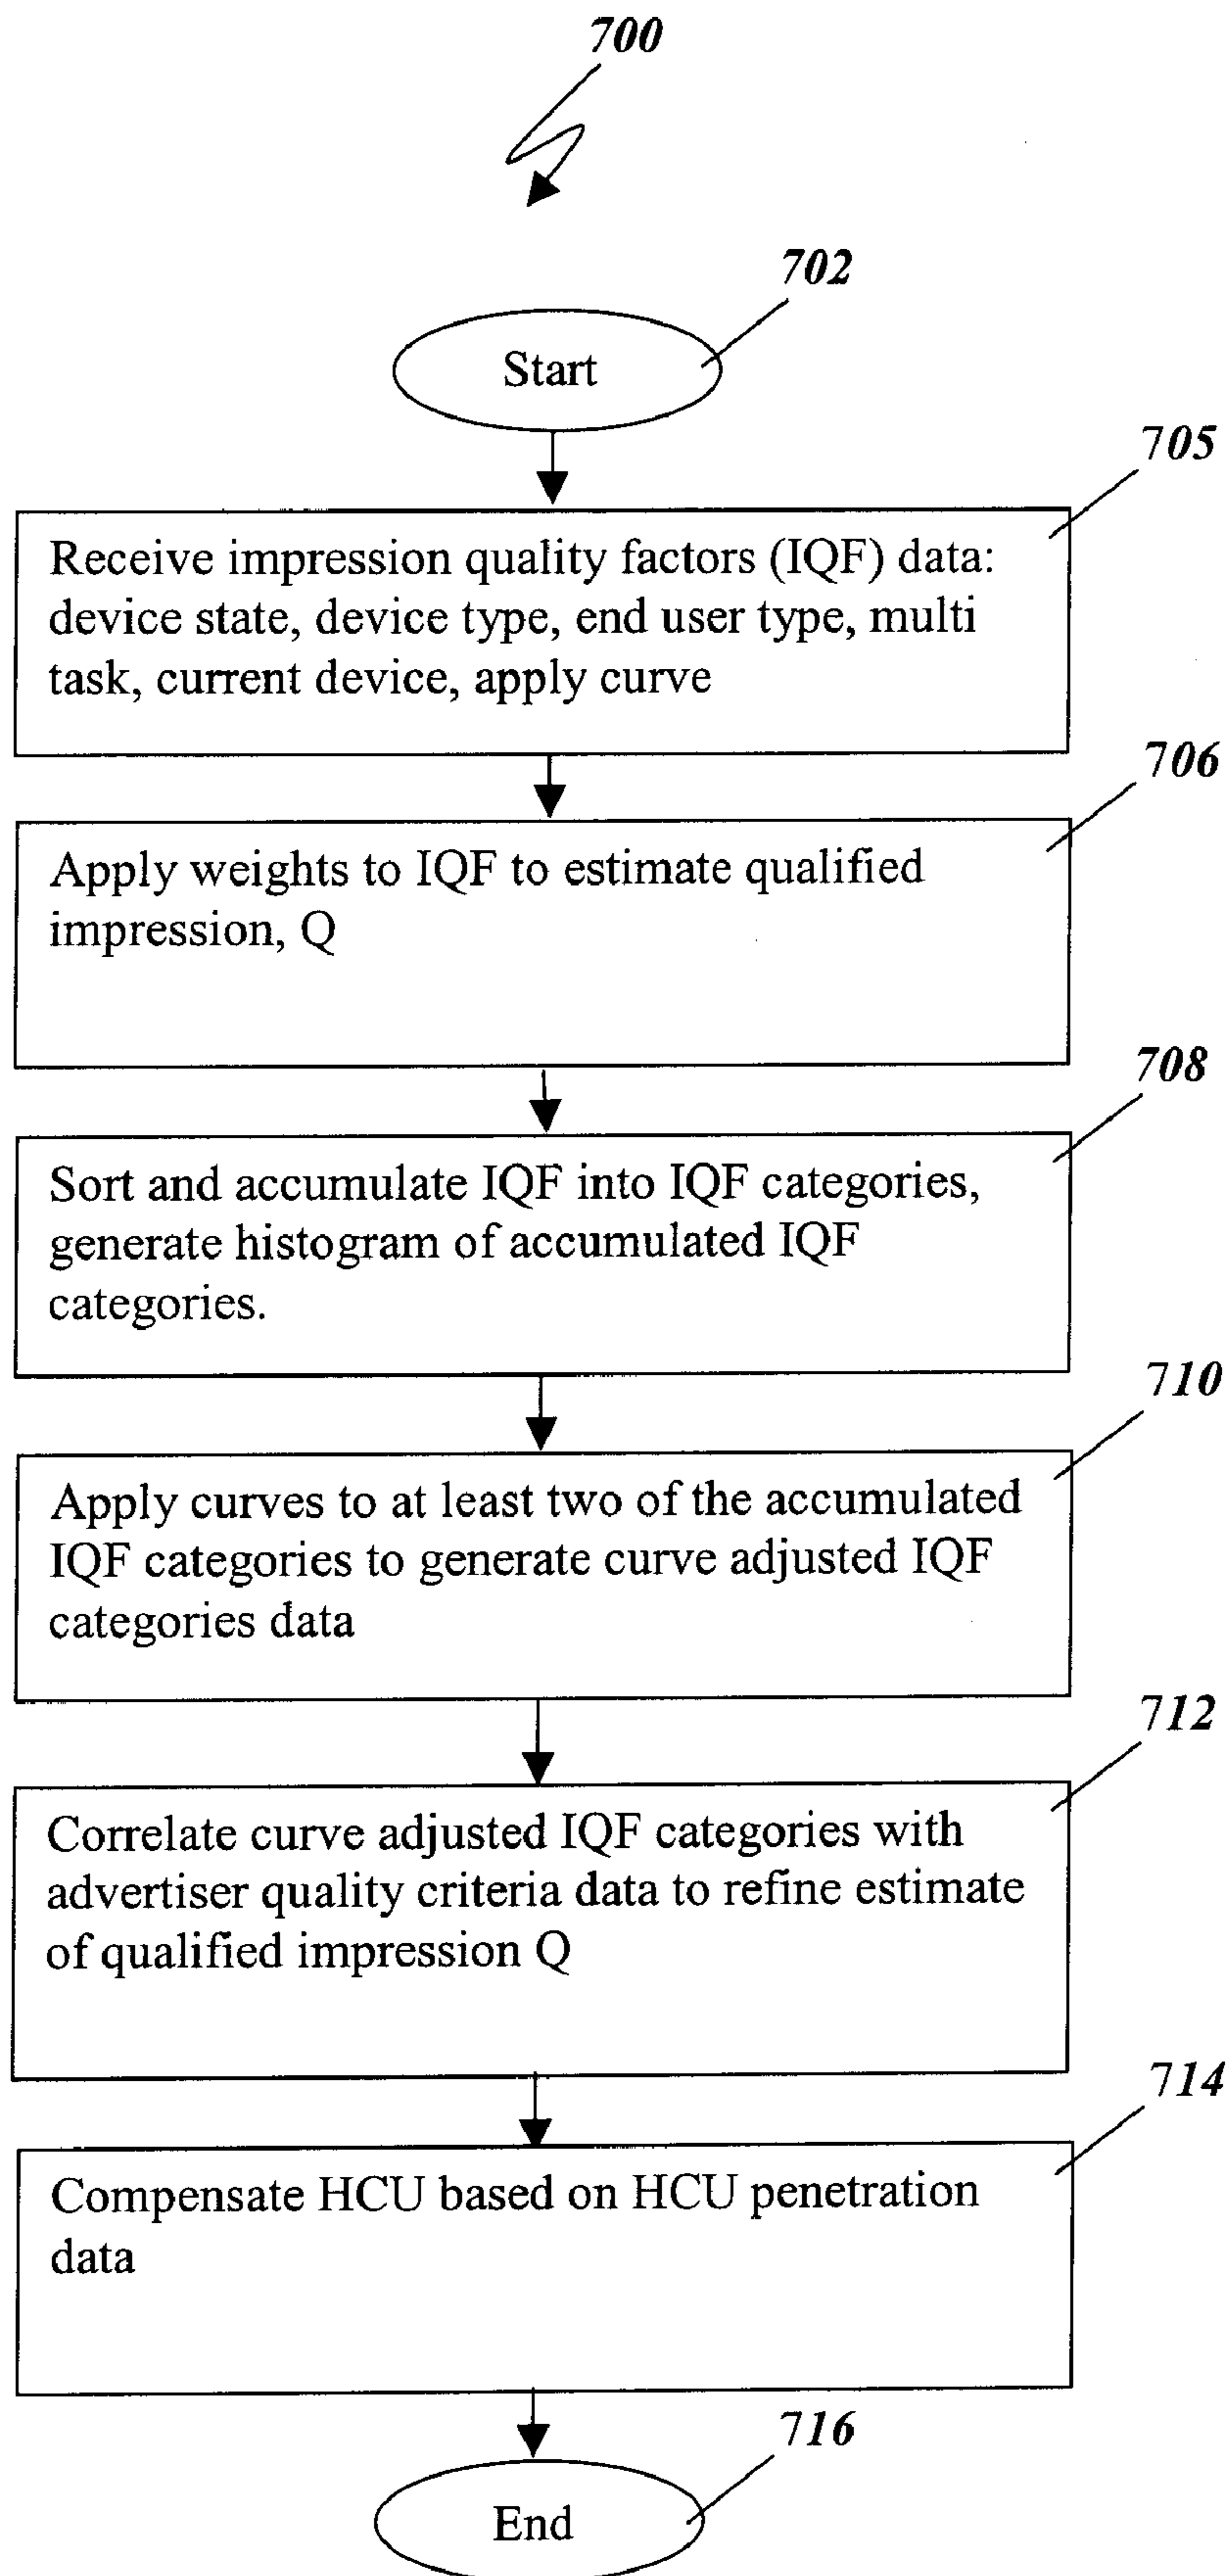 700
702
Start
705
Receive impression quality factors (IQF) data:
device state, device type, end user type, multi
task, current device, apply curve
706
Apply weights to IQF to estimate qualified
impression, Q
708
Sort and accumulate IQF into IQF categories,
generate histogram of accumulated IQF
categories.
710
Apply curves to at least two of the accumulated
IQF categories to generate curve adjusted IQF
categories data
712
Correlate curve adjusted IQF categories with
advertiser quality criteria data to refine estimate
of qualified impression Q
714
Compensate HCU based on HCU penetration
data
716
End